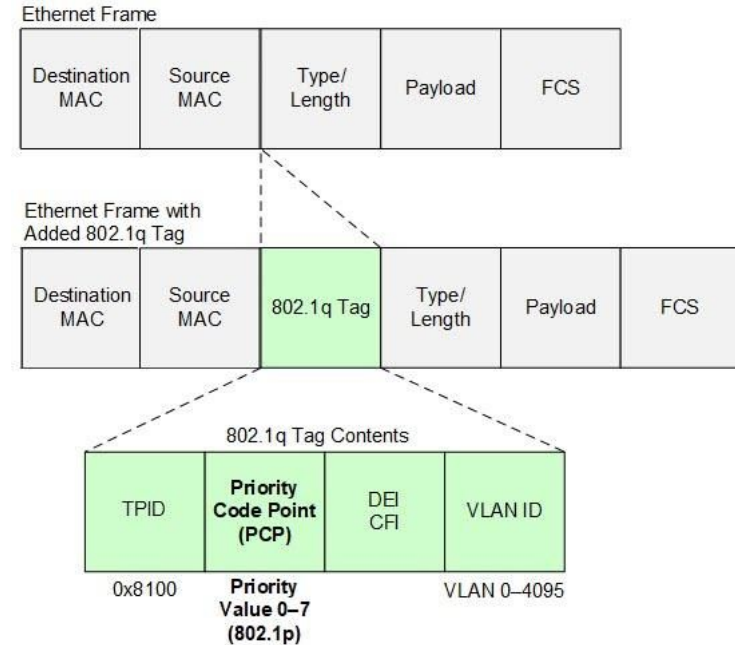 Ethernet Frame
Destination
MAC
Source
MAC
Type/
Length
Payload
FCS
Ethernet Frame with
Added 802.1q Tag
Destination
MAC
Source
MAC
802.1q Tag
Type/
Length
Payload
FCS
802.1q Tag Contents
TPID
Priority
Code Point
(PCP)
DEI
CFI
VLAN ID
0x8100
Priority
Value 0–7
(802.1p)
VLAN 0–4095